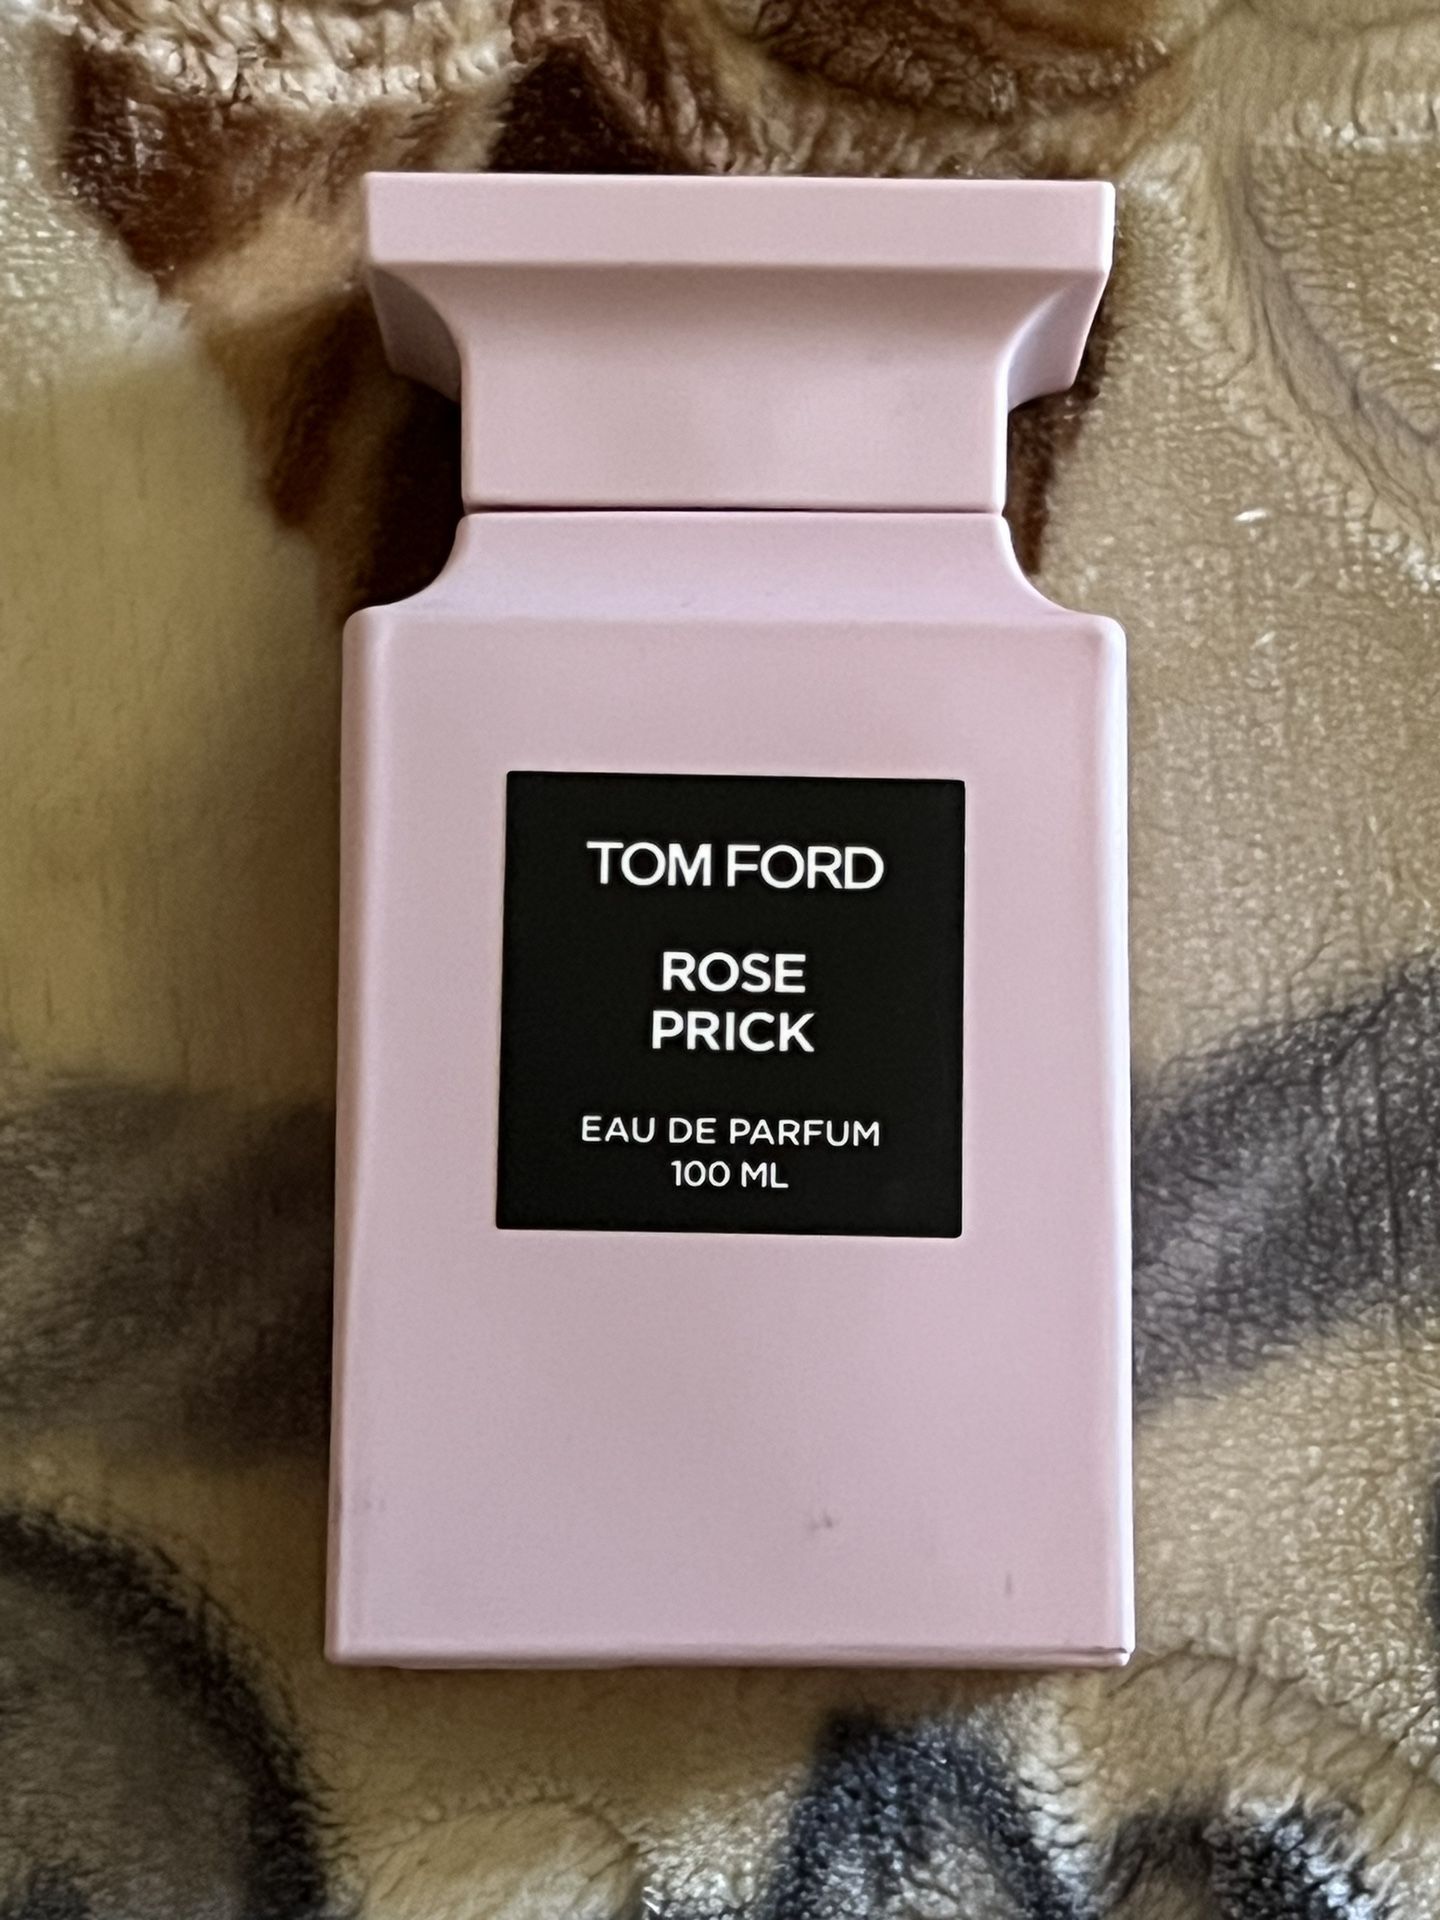 TOM FORD
ROSE
PRICK
EAU DE PARFUM
100 ML